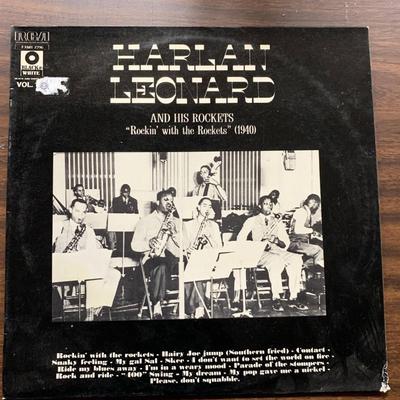 RCA
FXM1 7296
BLACK &
WHITE
VOL.
HARLAN
LEONARD
AND HIS ROCKETS
“Rockin’ with the Rockets” (1940)
Rockin’ with the rockets - Hairy Joe jump (Southern fried) - Contact -
Snaky feeling - My gal Sal - Skee - I don’t want to set the world on fire -
Ride my blues away - I’m in a wears mood - Parade of the stompers -
Rock and ride - “400” Swing - My dream - My pop gave me a nickel -
Please, don’t squabble.